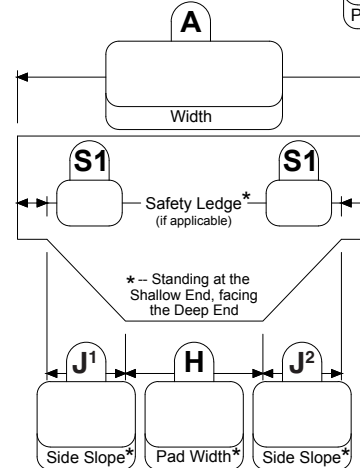 P
A
Width
S1 S1
Safety Ledge*
(if applicable)
* -- Standing at the
Shallow End, facing
the Deep End
J¹ H J²
Side Slope* Pad Width* Side Slope*